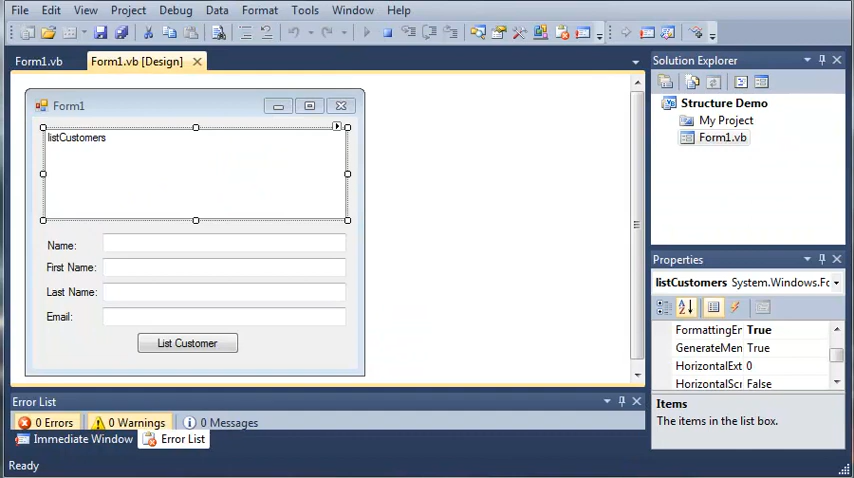 File Edit View Project Debug Data Format Tools Window Help
Form1.vb Form1.vb [Design]
Form1
listCustomers
Name:
First Name:
Last Name:
Email:
List Customer
Solution Explorer
Structure Demo
My Project
Form1.vb
Properties
listCustomers System.Windows.Fc
FormattingEr True
GenerateMen True
HorizontalExt 0
HorizontalScr False
Items
The items in the list box.
Error List
0 Errors 0 Warnings 0 Messages
Immediate Window Error List
Ready